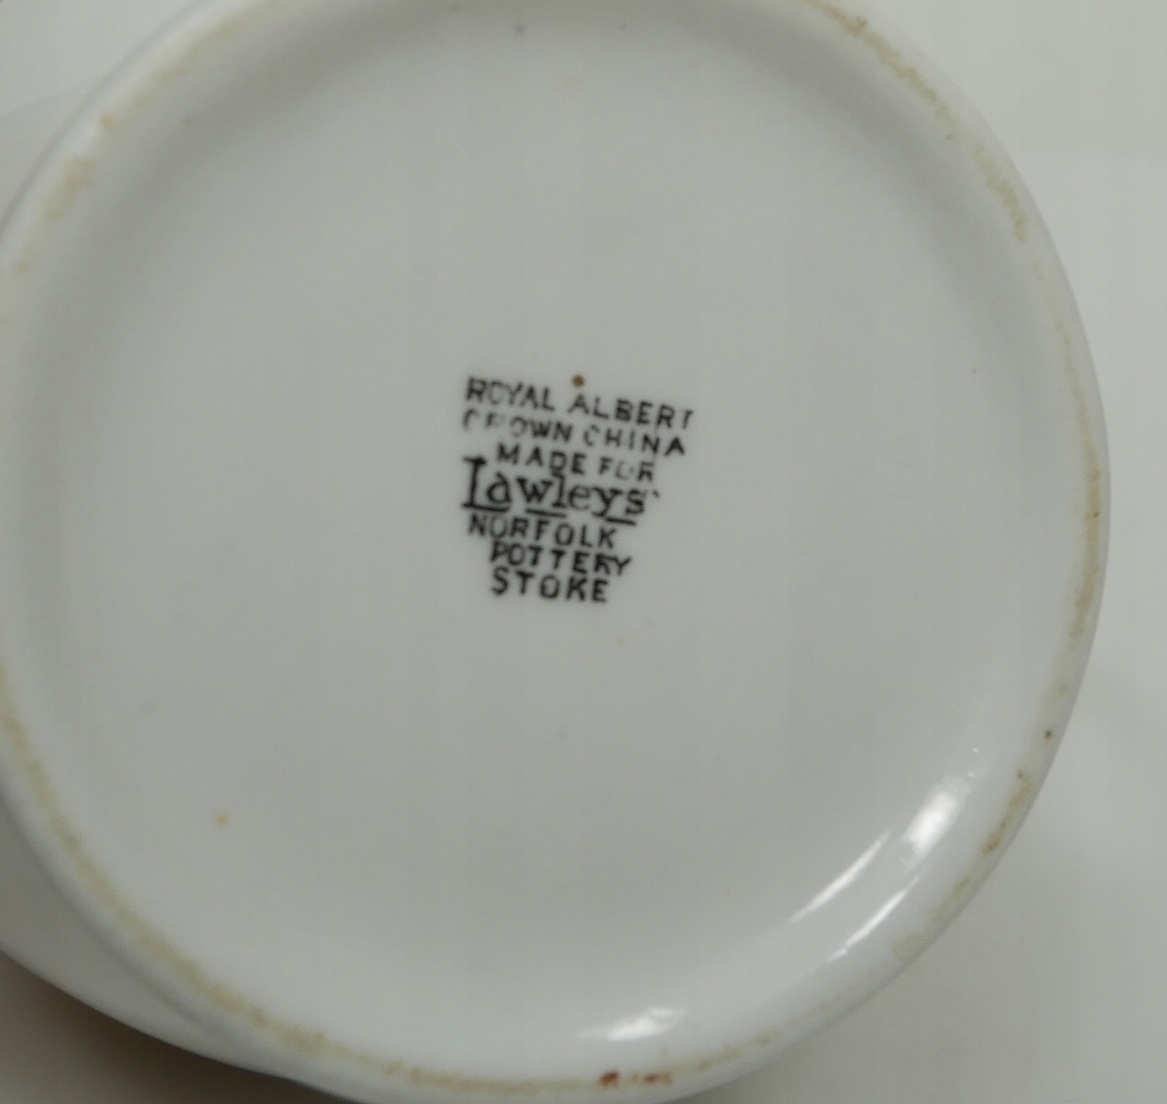 ROYAL ALBERT
CROWN CHINA
MADE FOR
Lawleys
NORFOLK
POTTERY
STOKE